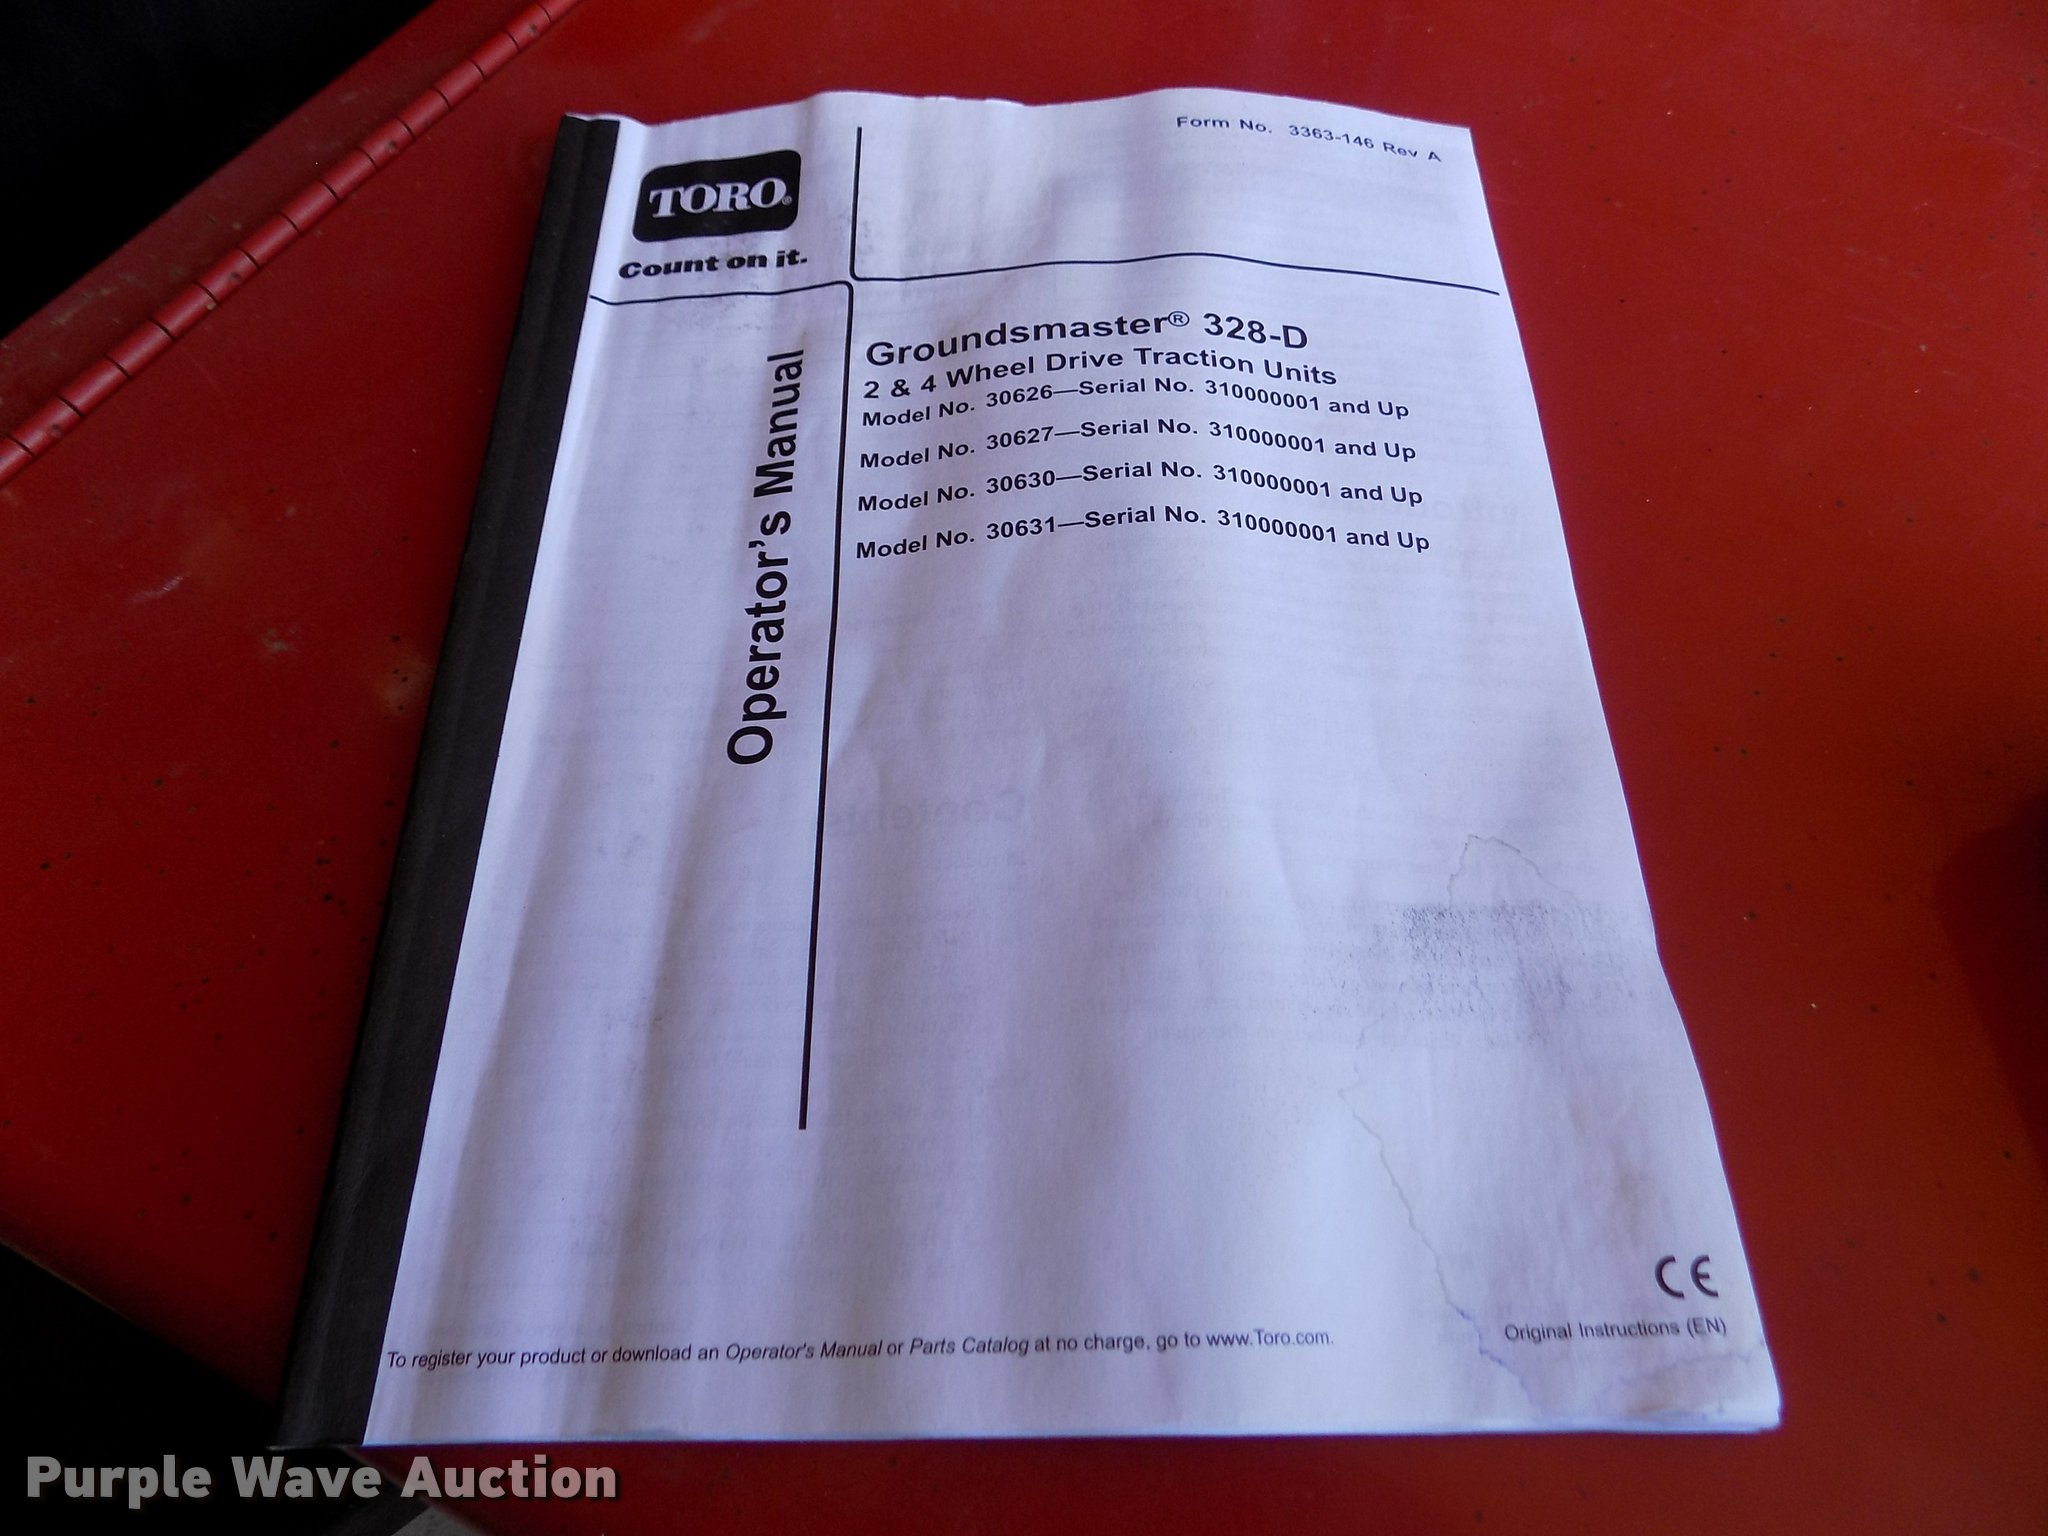 Form No. 3363-146 Rev A
TORO®
Count on it.
Groundsmaster® 328-D
2 & 4 Wheel Drive Traction Units
Model No. 30626—Serial No. 310000001 and Up
Model No. 30627—Serial No. 310000001 and Up
Model No. 30630—Serial No. 310000001 and Up
Model No. 30631—Serial No. 310000001 and Up
Operator's Manual
CE
Original Instructions (EN)
To register your product or download an Operator's Manual or Parts Catalog at no charge, go to www.Toro.com.
Purple Wave Auction